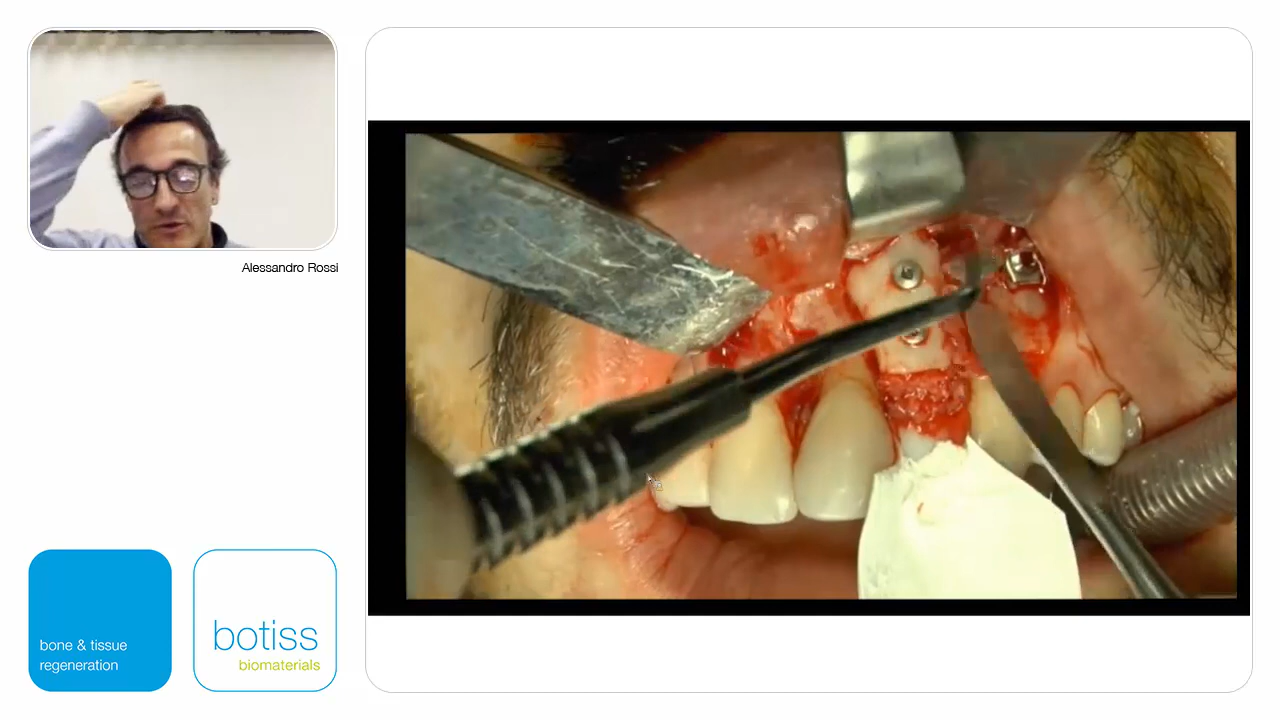 Alessandro Rossi
bone & tissue
regeneration
botiss
biomaterials